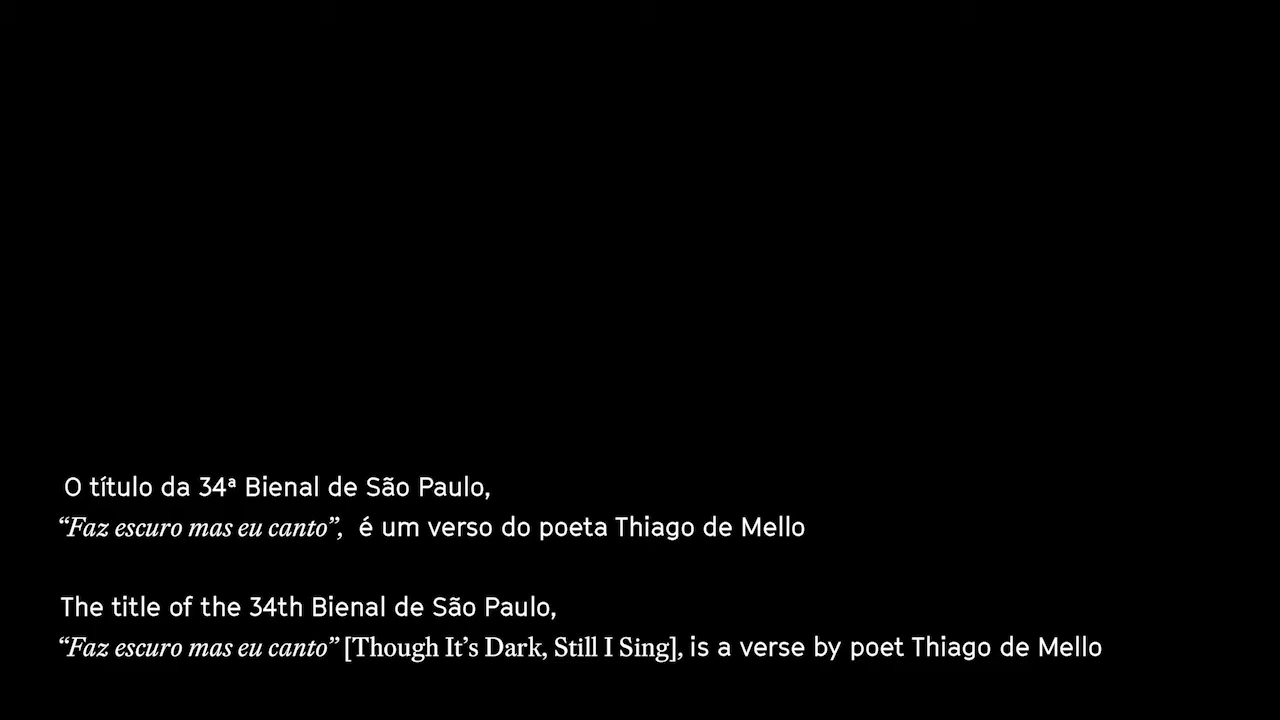 O título da 34ª Bienal de São Paulo,
“Faz escuro mas eu canto”, é um verso do poeta Thiago de Mello
The title of the 34th Bienal de São Paulo,
“Faz escuro mas eu canto” [Though It’s Dark, Still I Sing], is a verse by poet Thiago de Mello